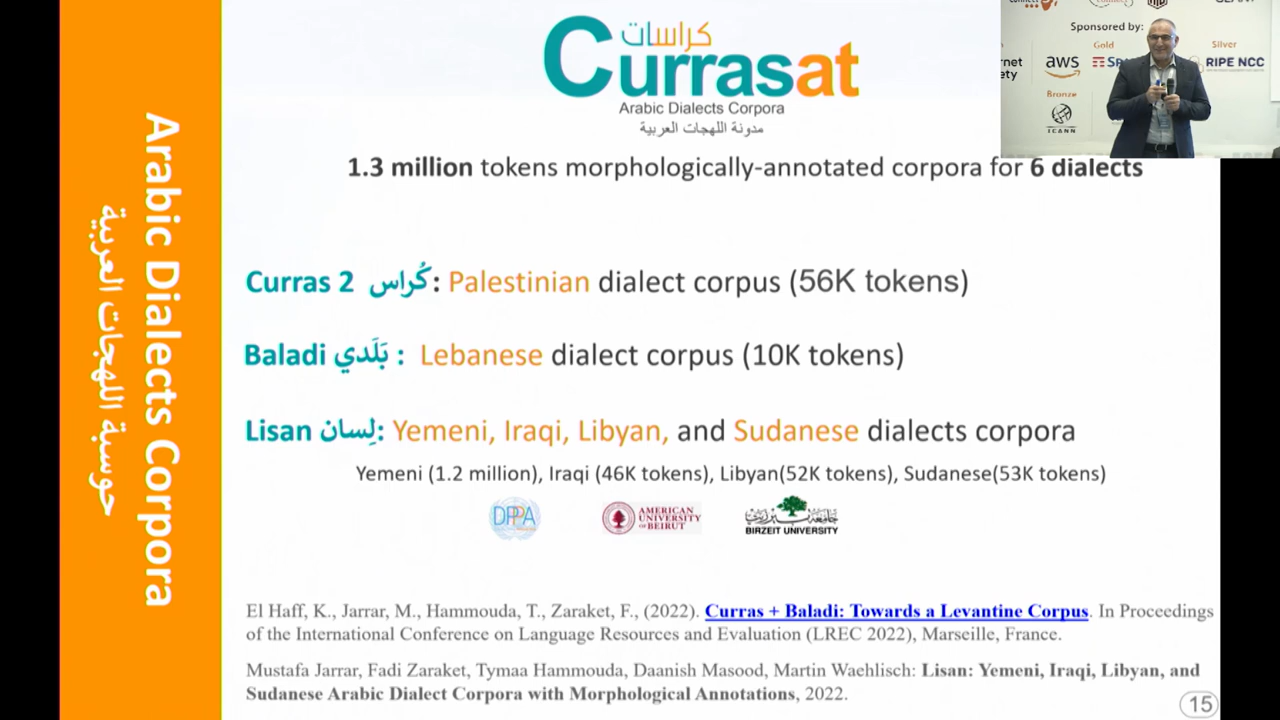 كراسات
Currasat
Arabic Dialects Corpora
مدونة اللهجات العربية
Sponsored by:
Gold
Silver
aws
RIPE NCC
Bronze
ICANN
1.3 million tokens morphologically-annotated corpora for 6 dialects
Arabic Dialects Corpora
حوسبة اللهجات العربية
Curras 2 كُراس: Palestinian dialect corpus (56K tokens)
Baladi بَلَدي : Lebanese dialect corpus (10K tokens)
Lisan لِسان: Yemeni, Iraqi, Libyan, and Sudanese dialects corpora
Yemeni (1.2 million), Iraqi (46K tokens), Libyan(52K tokens), Sudanese(53K tokens)
DPPA
AMERICAN
UNIVERSITY
OF BEIRUT
جامعة بيرزيت
BIRZEIT UNIVERSITY
El Haff, K., Jarrar, M., Hammouda, T., Zaraket, F., (2022). Curras + Baladi: Towards a Levantine Corpus. In Proceedings
of the International Conference on Language Resources and Evaluation (LREC 2022), Marseille, France.
Mustafa Jarrar, Fadi Zaraket, Tymaa Hammouda, Daanish Masood, Martin Waehlisch: Lisan: Yemeni, Iraqi, Libyan, and
Sudanese Arabic Dialect Corpora with Morphological Annotations, 2022.
15